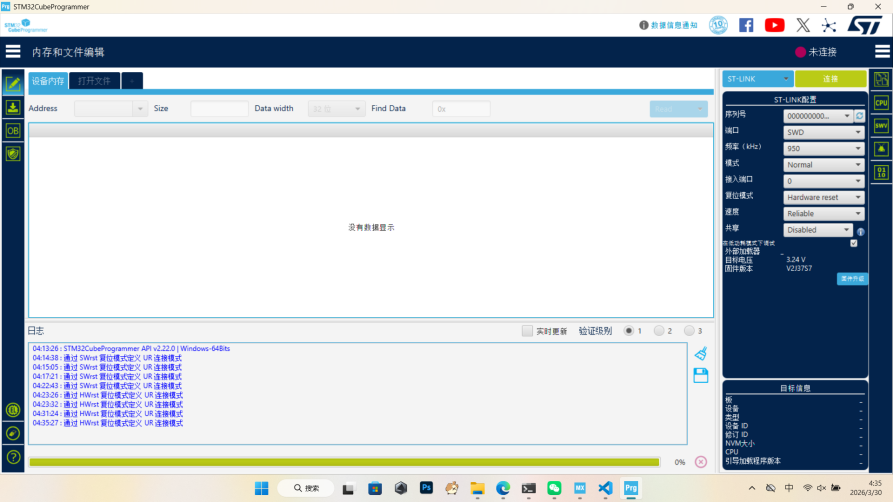 STM32CubeProgrammer
STM32
CubeProgrammer
数据信息通知
内存和文件编辑
未连接
设备内存
打开文件
+
Address
Size
Data width
32位
Find Data
0x
Read
没有数据显示
日志
实时更新
验证级别
1
2
3
04:13:26 : STM32CubeProgrammer API v2.22.0 | Windows-64Bits
04:14:38 : 通过 SWrst 复位模式定义 UR 连接模式
04:15:05 : 通过 SWrst 复位模式定义 UR 连接模式
04:17:21 : 通过 SWrst 复位模式定义 UR 连接模式
04:22:43 : 通过 SWrst 复位模式定义 UR 连接模式
04:23:26 : 通过 HWrst 复位模式定义 UR 连接模式
04:23:32 : 通过 HWrst 复位模式定义 UR 连接模式
04:31:24 : 通过 HWrst 复位模式定义 UR 连接模式
04:35:27 : 通过 HWrst 复位模式定义 UR 连接模式
0%
ST-LINK
连接
ST-LINK配置
序列号
000000000...
端口
SWD
频率（kHz）
950
模式
Normal
接入端口
0
复位模式
Hardware reset
速度
Reliable
共享
Disabled
在低功耗模式下调试
外部加载器
_
目标电压
3.24 V
固件版本
V2J37S7
固件升级
目标信息
板
_
设备
_
类型
_
设备 ID
_
修订 ID
_
NVM大小
_
CPU
_
引导加载程序版本
_
OB
CPU
SWV
01
10
搜索
Ps
MX
Prg
中
4:35
2026/3/30